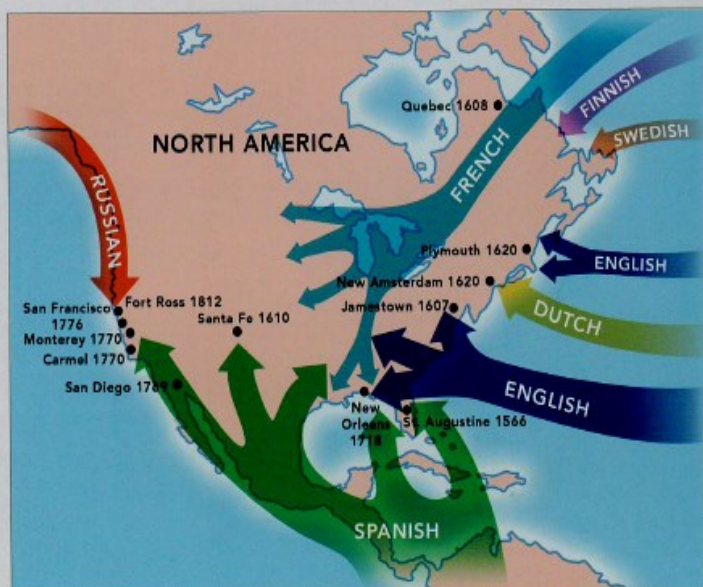 Quebec 1608
FINNISH
SWEDISH
NORTH AMERICA
FRENCH
RUSSIAN
Plymouth 1620
ENGLISH
New Amsterdam 1620
Jamestown 1607
DUTCH
San Francisco
1776
Fort Ross 1812
Santa Fe 1610
Monterey 1770
Carmel 1770
San Diego 1769
ENGLISH
New
Orleans
1718
St. Augustine 1566
SPANISH